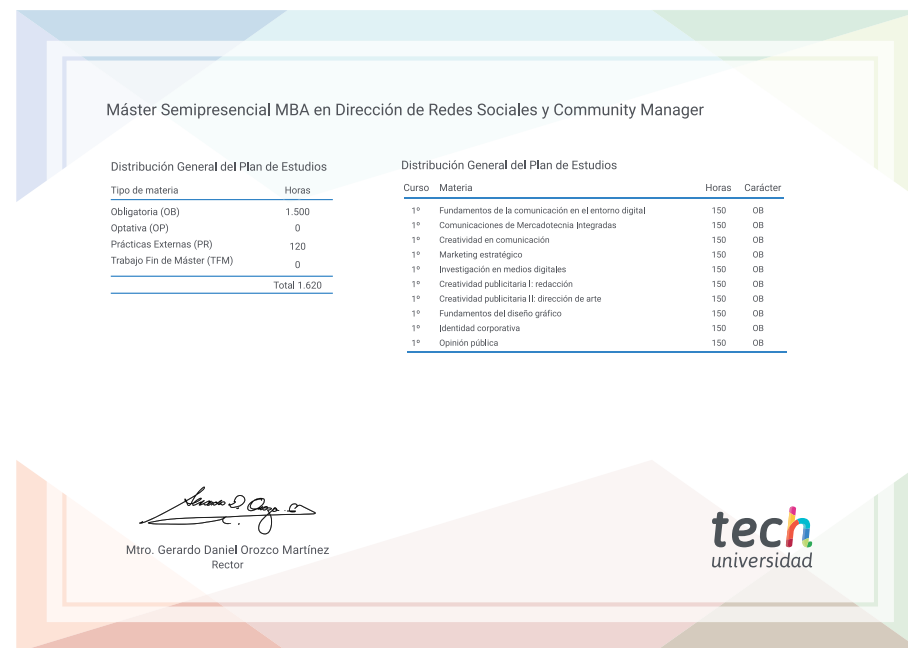 Máster Semipresencial MBA en Dirección de Redes Sociales y Community Manager
Distribución General del Plan de Estudios
Tipo de materia Horas
Obligatoria (OB) 1.500
Optativa (OP) 0
Prácticas Externas (PR) 120
Trabajo Fin de Máster (TFM) 0
Total 1.620
Distribución General del Plan de Estudios
Curso Materia Horas Carácter
1º Fundamentos de la comunicación en el entorno digital 150 OB
1º Comunicaciones de Mercadotecnia Integradas 150 OB
1º Creatividad en comunicación 150 OB
1º Marketing estratégico 150 OB
1º Investigación en medios digitales 150 OB
1º Creatividad publicitaria I: redacción 150 OB
1º Creatividad publicitaria II: dirección de arte 150 OB
1º Fundamentos del diseño gráfico 150 OB
1º Identidad corporativa 150 OB
1º Opinión pública 150 OB
Mtro. Gerardo Daniel Orozco Martínez
Rector
tech
universidad